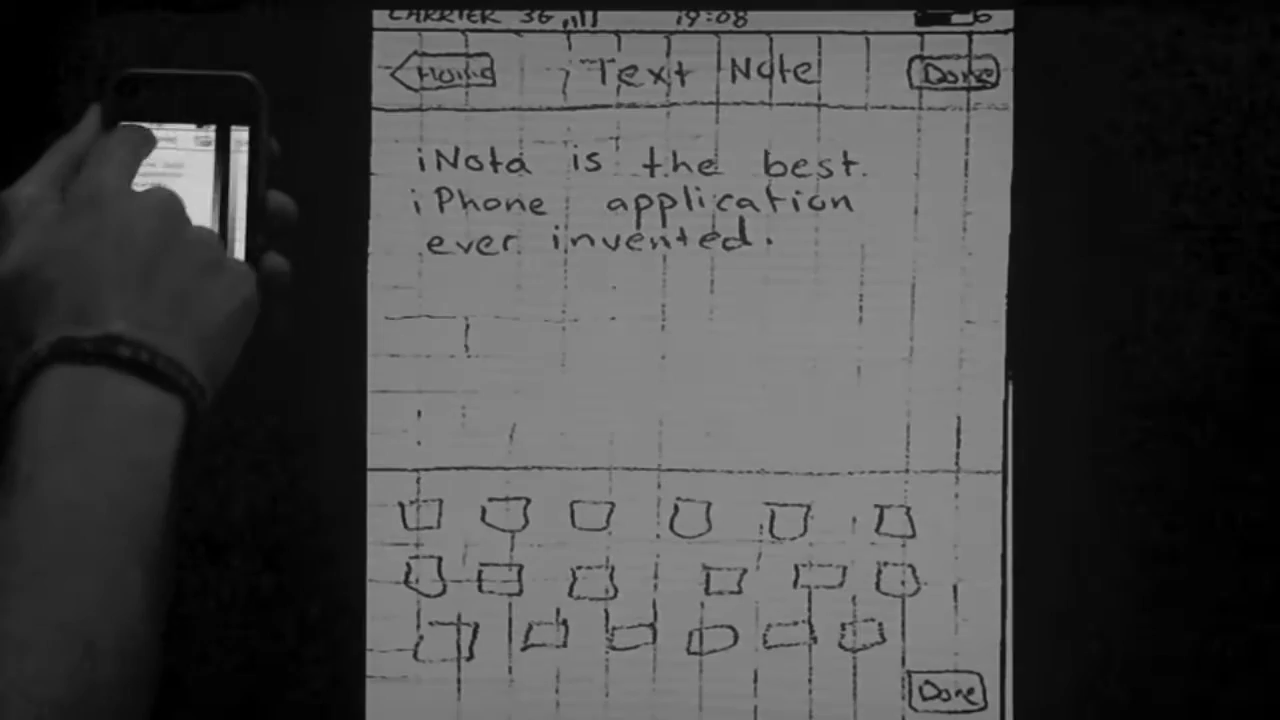 CARRIER 3G 19:08
Home Text Note Done
iNota is the best
iPhone application
ever invented.
Done